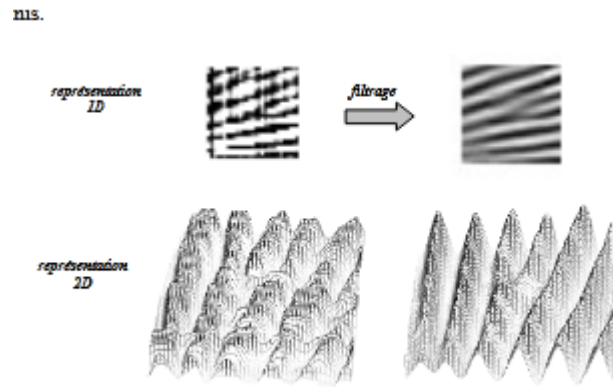 nis.
représentation
1D
filtrage
représentation
2D